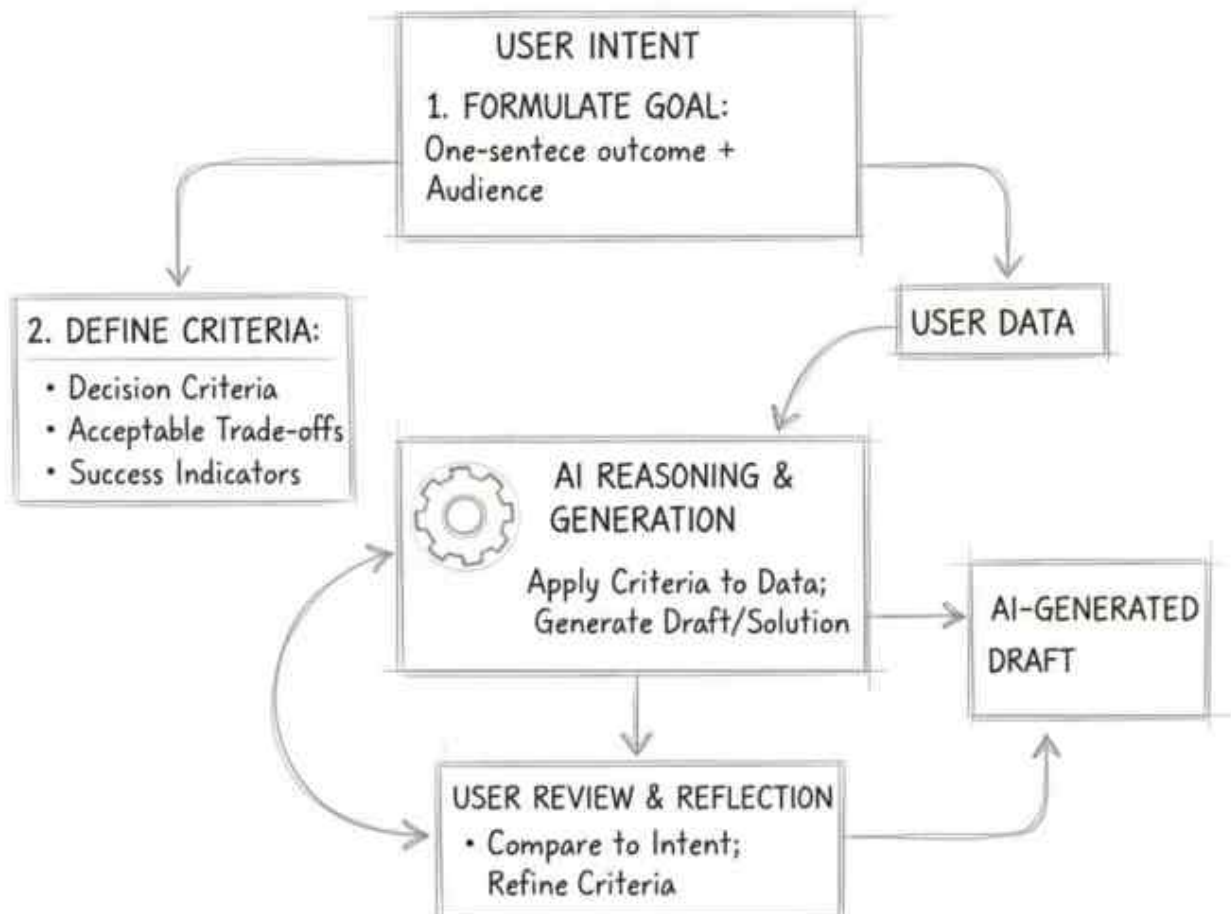 USER INTENT
1. FORMULATE GOAL:
One-sentece outcome +
Audience
2. DEFINE CRITERIA:
• Decision Criteria
• Acceptable Trade-offs
• Success Indicators
USER DATA
AI REASONING &
GENERATION
Apply Criteria to Data;
Generate Draft/Solution
AI-GENERATED
DRAFT
USER REVIEW & REFLECTION
• Compare to Intent;
Refine Criteria